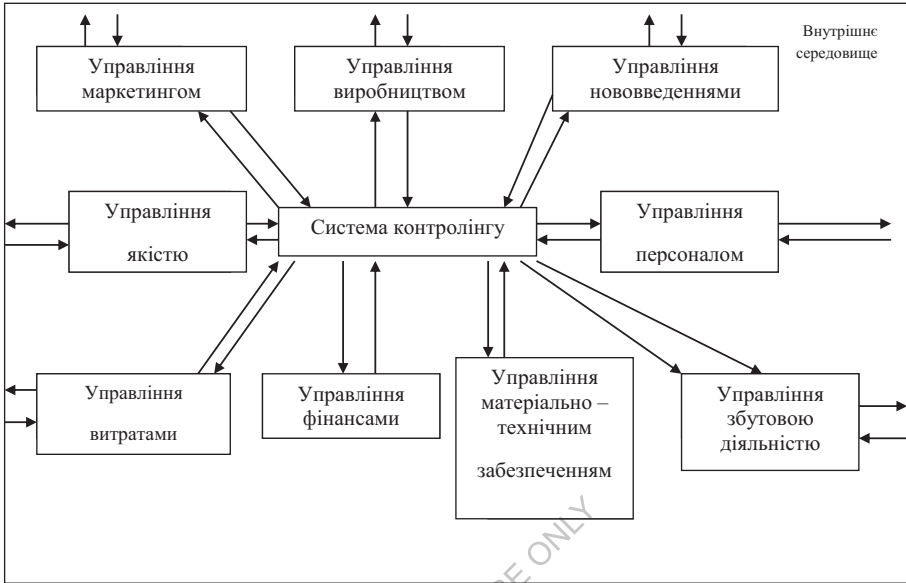 Внутрішнє
середовище
Управління
маркетингом
Управління
виробництвом
Управління
нововведеннями
Управління
якістю
Система контролінгу
Управління
персоналом
Управління
витратами
Управління
фінансами
Управління
матеріально –
технічним
забезпеченням
Управління
збутовою
діяльністю
ONLY